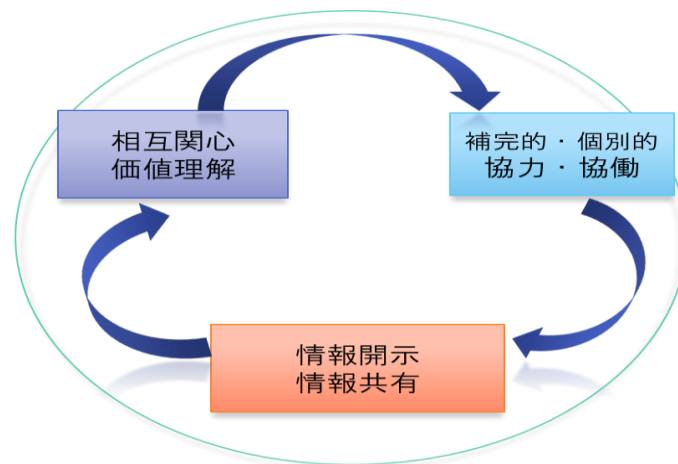 相互関心
価値理解
補完的・個別的
協力・協働
情報開示
情報共有